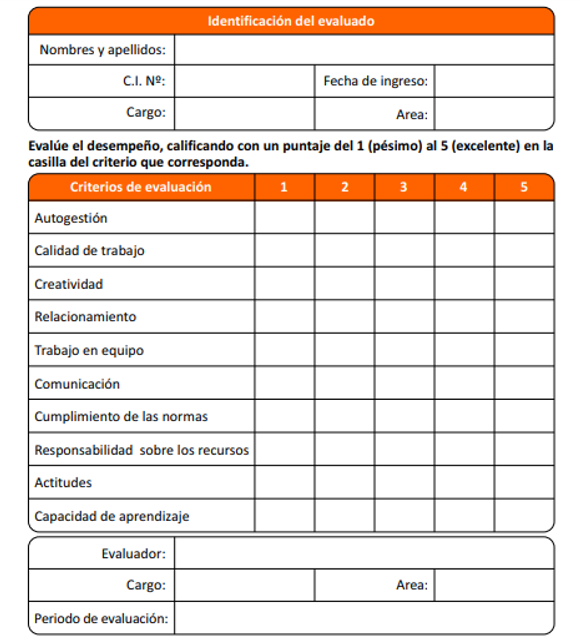 Identificación del evaluado
Nombres y apellidos:
C.I. Nº:
Fecha de ingreso:
Cargo:
Area:
Evalúe el desempeño, calificando con un puntaje del 1 (pésimo) al 5 (excelente) en la
casilla del criterio que corresponda.
Criterios de evaluación 1 2 3 4 5
Autogestión
Calidad de trabajo
Creatividad
Relacionamiento
Trabajo en equipo
Comunicación
Cumplimiento de las normas
Responsabilidad sobre los recursos
Actitudes
Capacidad de aprendizaje
Evaluador:
Cargo:
Area:
Periodo de evaluación: